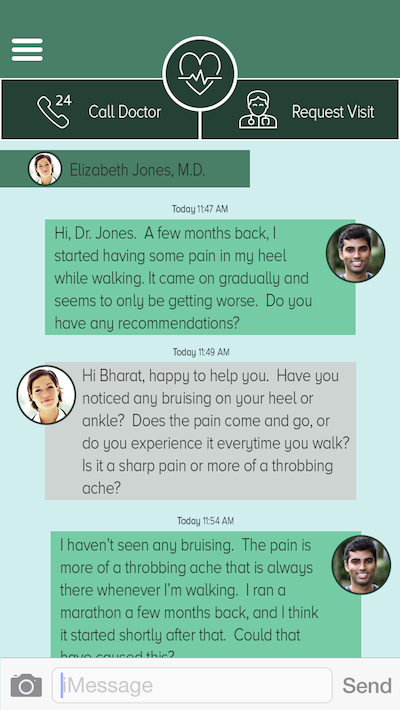 24
Call Doctor
Request Visit
Elizabeth Jones, M.D.
Today 11:47 AM
Hi, Dr. Jones.  A few months back, I
started having some pain in my heel
while walking. It came on gradually and
seems to only be getting worse.  Do you
have any recommendations?
Today 11:49 AM
Hi Bharat, happy to help you.  Have you
noticed any bruising on your heel or
ankle?  Does the pain come and go, or
do you experience it everytime you walk?
Is it a sharp pain or more of a throbbing
ache?
Today 11:54 AM
I haven't seen any bruising.  The pain is
more of a throbbing ache that is always
there whenever I'm walking.  I ran a
marathon a few months back, and I think
it started shortly after that.  Could that
have caused this?
iMessage
Send